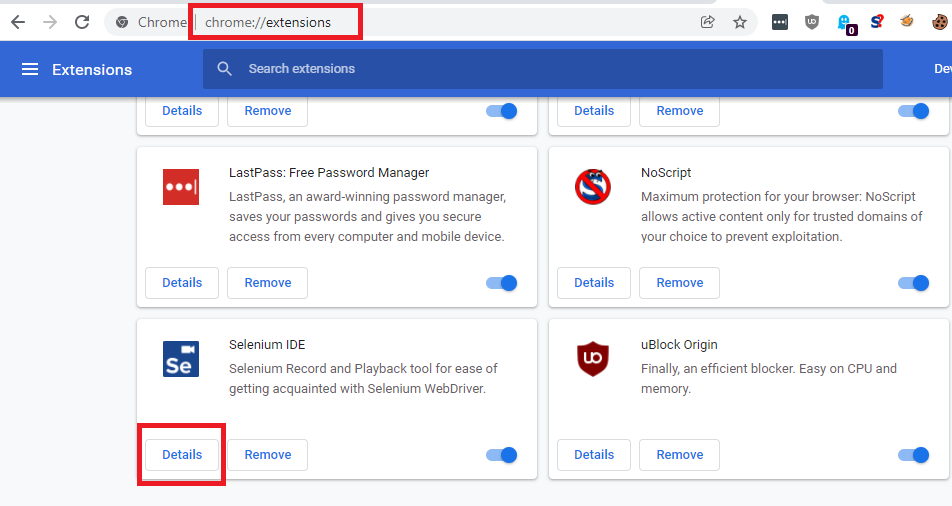 Chrome | chrome://extensions
0
Extensions
Search extensions
Dev
Details Remove
Details Remove
LastPass: Free Password Manager
LastPass, an award-winning password manager,
saves your passwords and gives you secure
access from every computer and mobile device.
Details Remove
NoScript
Maximum protection for your browser: NoScript
allows active content only for trusted domains of
your choice to prevent exploitation.
Details Remove
Se
Selenium IDE
Selenium Record and Playback tool for ease of
getting acquainted with Selenium WebDriver.
Details Remove
uBlock Origin
Finally, an efficient blocker. Easy on CPU and
memory.
Details Remove